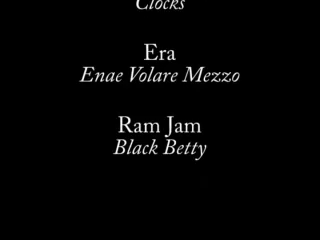 Clocks
Era
Enae Volare Mezzo
Ram Jam
Black Betty